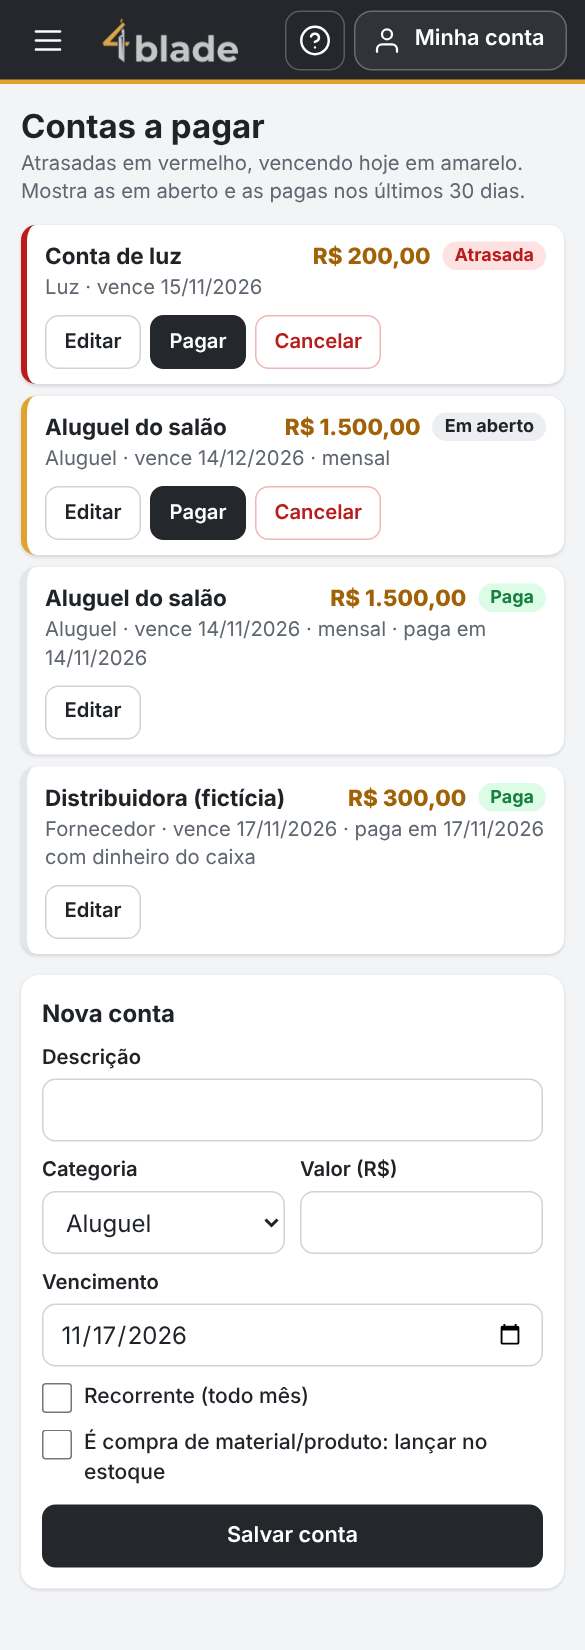 4blade
Minha conta
Contas a pagar
Atrasadas em vermelho, vencendo hoje em amarelo.
Mostra as em aberto e as pagas nos últimos 30 dias.
Conta de luz R$ 200,00 Atrasada
Luz · vence 15/11/2026
Editar Pagar Cancelar
Aluguel do salão R$ 1.500,00 Em aberto
Aluguel · vence 14/12/2026 · mensal
Editar Pagar Cancelar
Aluguel do salão R$ 1.500,00 Paga
Aluguel · vence 14/11/2026 · mensal · paga em
14/11/2026
Editar
Distribuidora (fictícia) R$ 300,00 Paga
Fornecedor · vence 17/11/2026 · paga em 17/11/2026
com dinheiro do caixa
Editar
Nova conta
Descrição
Categoria Valor (R$)
Aluguel
Vencimento
11/17/2026
Recorrente (todo mês)
É compra de material/produto: lançar no
estoque
Salvar conta